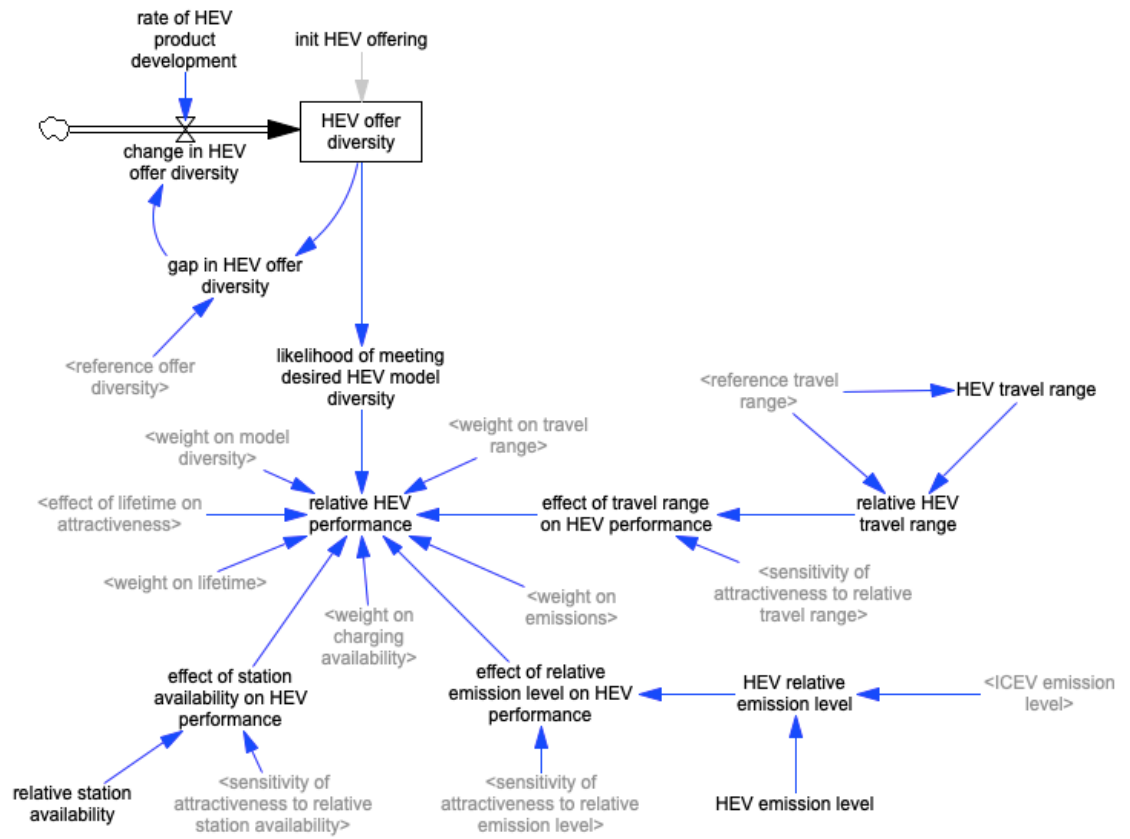 rate of HEV
product
development
init HEV offering
HEV offer
diversity
change in HEV
offer diversity
gap in HEV offer
diversity
<reference offer
diversity>
likelihood of meeting
desired HEV model
diversity
<reference travel
range>
HEV travel range
<weight on model
diversity>
<weight on travel
range>
<effect of lifetime on
attractiveness>
relative HEV
performance
effect of travel range
on HEV performance
relative HEV
travel range
<weight on lifetime>
<weight on
charging
availability>
<weight on
emissions>
<sensitivity of
attractiveness to relative
travel range>
effect of station
availability on HEV
performance
effect of relative
emission level on HEV
performance
HEV relative
emission level
<ICEV emission
level>
relative station
availability
<sensitivity of
attractiveness to relative
station availability>
<sensitivity of
attractiveness to relative
emission level>
HEV emission level